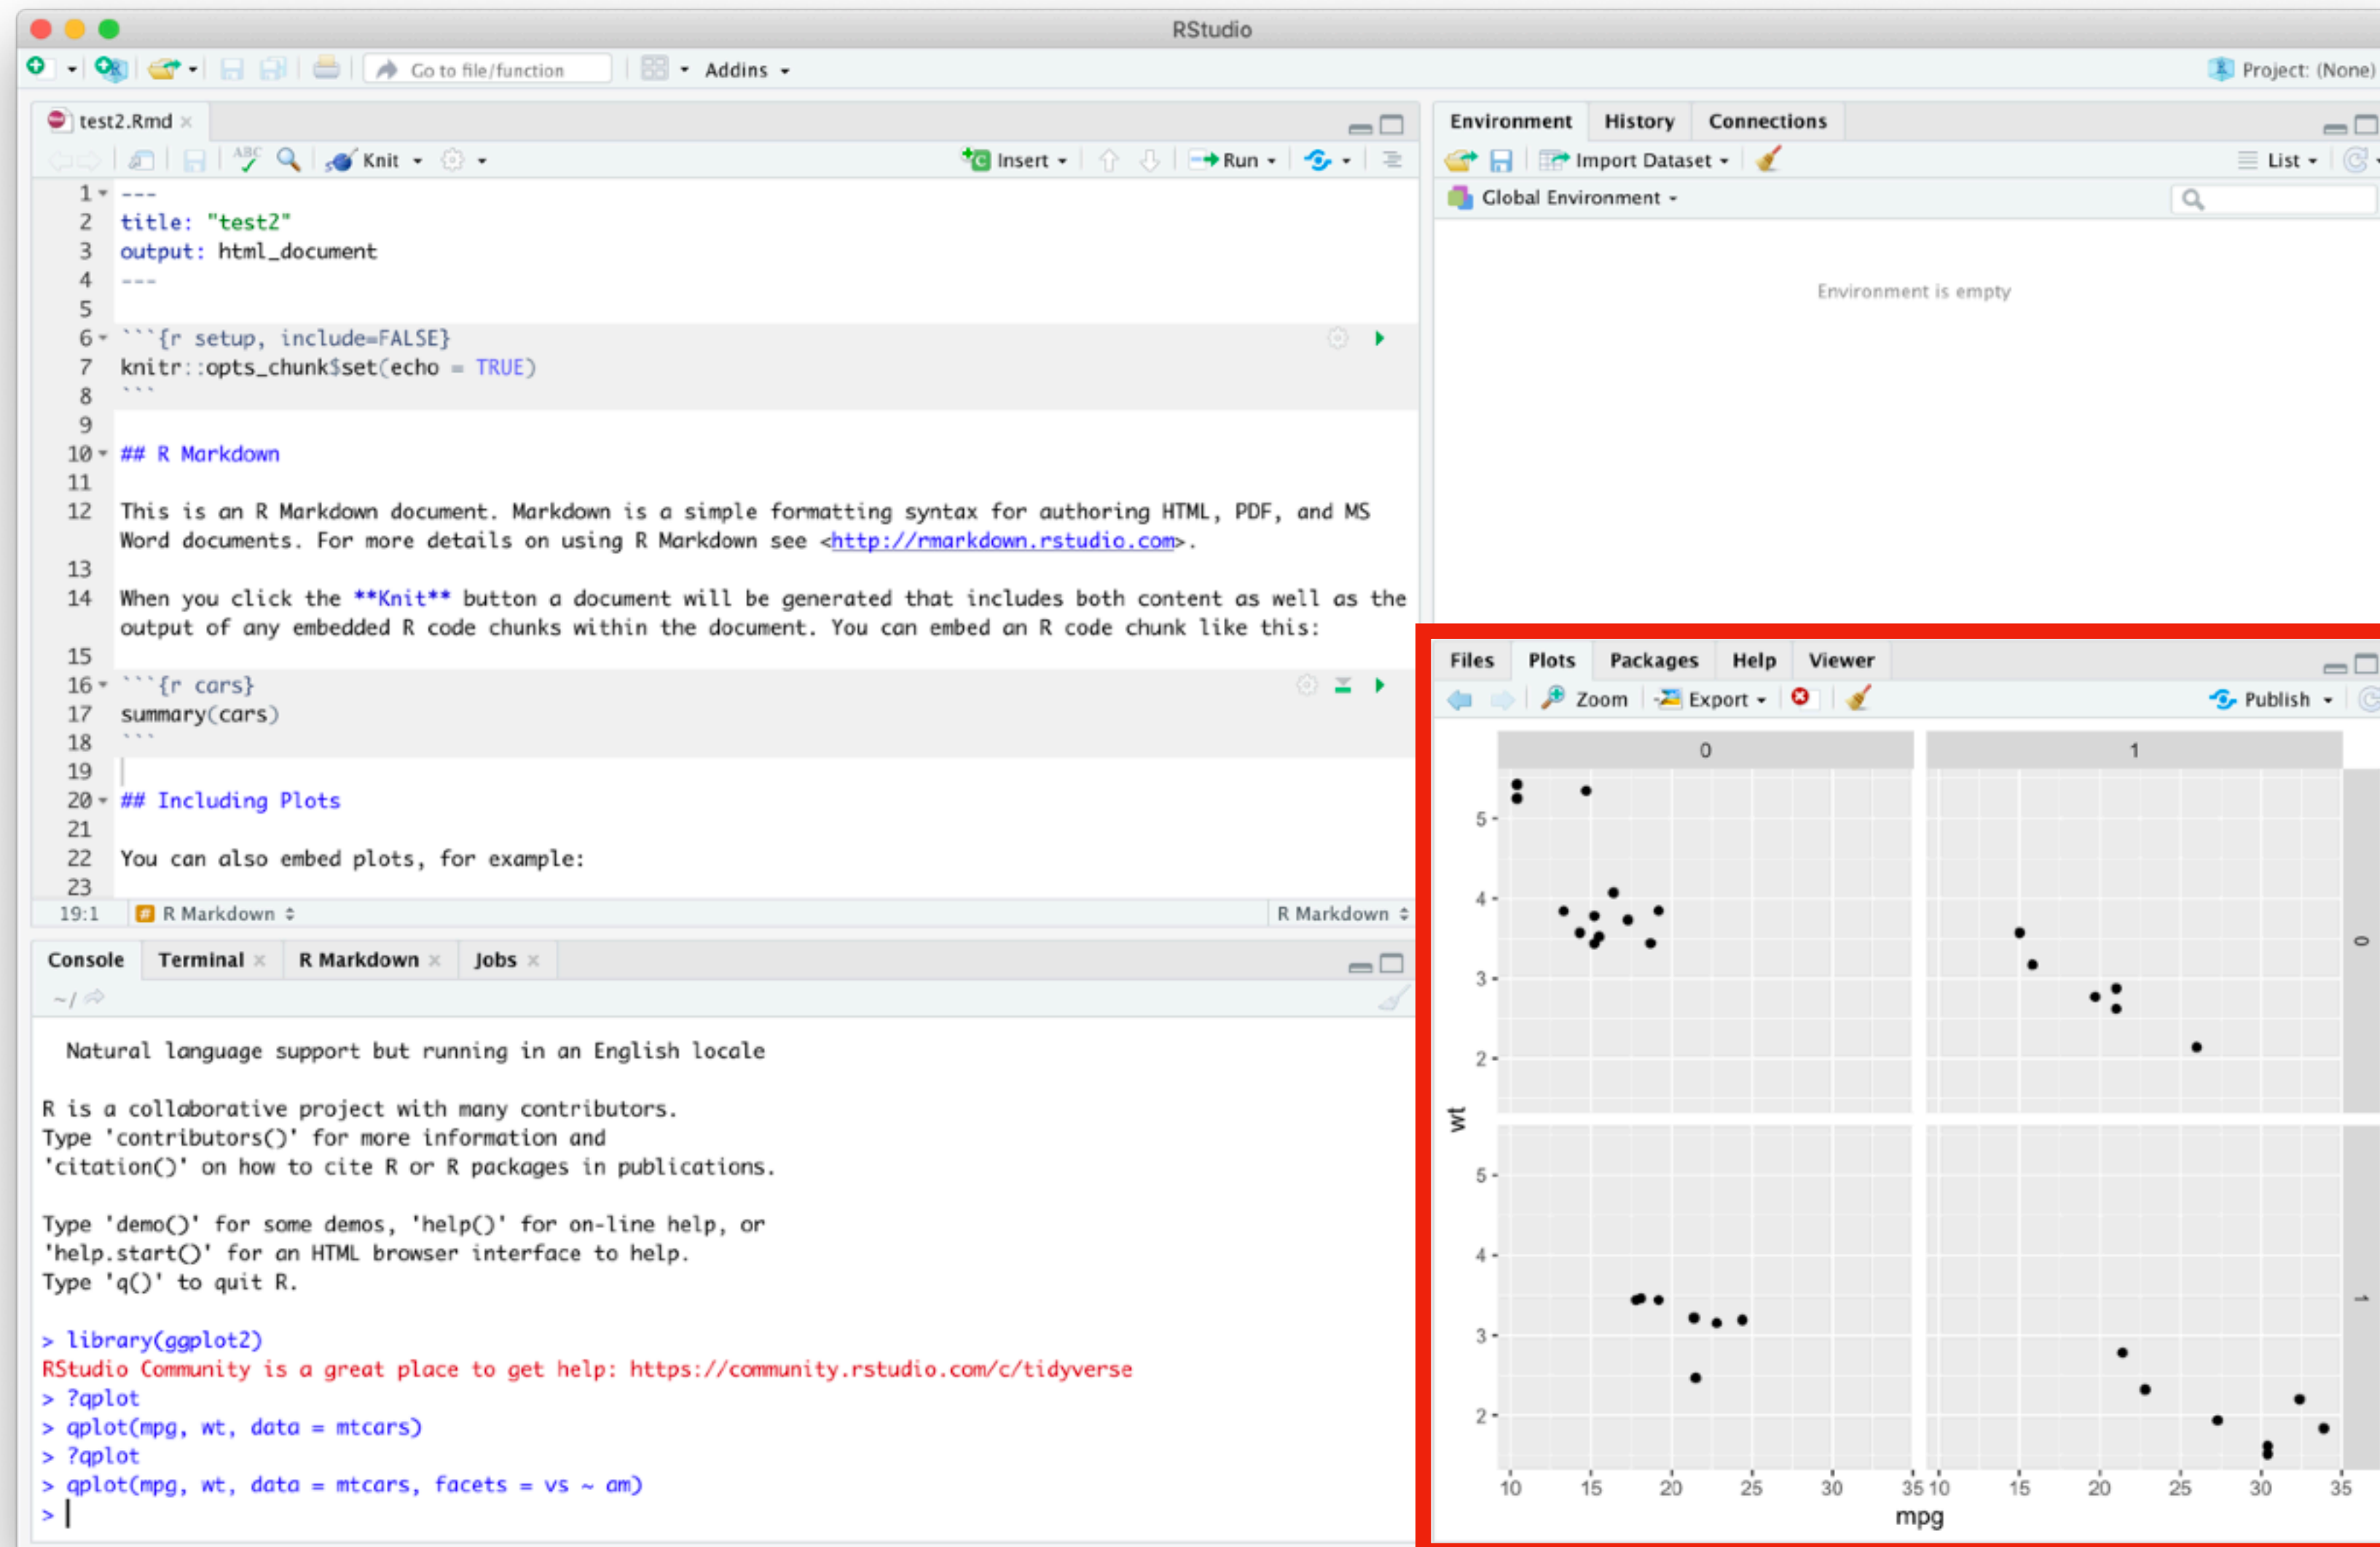 RStudio
Go to file/function
Addins
Project: (None)
test2.Rmd
ABC
Knit
Insert
Run
1 ---
2 title: "test2"
3 output: html_document
4 ---
5
6 ```{r setup, include=FALSE}
7 knitr::opts_chunk$set(echo = TRUE)
8 ```
9
10 ## R Markdown
11
12 This is an R Markdown document. Markdown is a simple formatting syntax for authoring HTML, PDF, and MS
Word documents. For more details on using R Markdown see <http://rmarkdown.rstudio.com>.
13
14 When you click the **Knit** button a document will be generated that includes both content as well as the
output of any embedded R code chunks within the document. You can embed an R code chunk like this:
15
16 ```{r cars}
17 summary(cars)
18 ```
19
20 ## Including Plots
21
22 You can also embed plots, for example:
23
19:1 # R Markdown R Markdown
Console Terminal R Markdown Jobs
~/
Natural language support but running in an English locale
R is a collaborative project with many contributors.
Type 'contributors()' for more information and
'citation()' on how to cite R or R packages in publications.
Type 'demo()' for some demos, 'help()' for on-line help, or
'help.start()' for an HTML browser interface to help.
Type 'q()' to quit R.
> library(ggplot2)
RStudio Community is a great place to get help: https://community.rstudio.com/c/tidyverse
> ?qplot
> qplot(mpg, wt, data = mtcars)
> ?qplot
> qplot(mpg, wt, data = mtcars, facets = vs ~ am)
>
Environment History Connections
Import Dataset List
Global Environment
Environment is empty
Files Plots Packages Help Viewer
Zoom Export Publish
0 1
5
4
3
2
0
wt
5
4
3
2
1
10 15 20 25 30 35 10 15 20 25 30 35
mpg